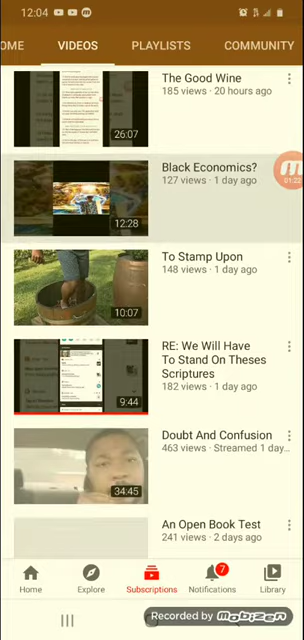 12:04
OME VIDEOS PLAYLISTS COMMUNITY
The Good Wine
185 views · 20 hours ago
26:07
Black Economics?
127 views · 1 day ago
01:22
12:28
To Stamp Upon
148 views · 1 day ago
10:07
RE: We Will Have
To Stand On Theses
Scriptures
182 views · 1 day ago
9:44
Doubt And Confusion
463 views · Streamed 1 day...
34:45
An Open Book Test
241 views · 2 days ago
7
Home Explore Subscriptions Notifications Library
Recorded by Mobizen